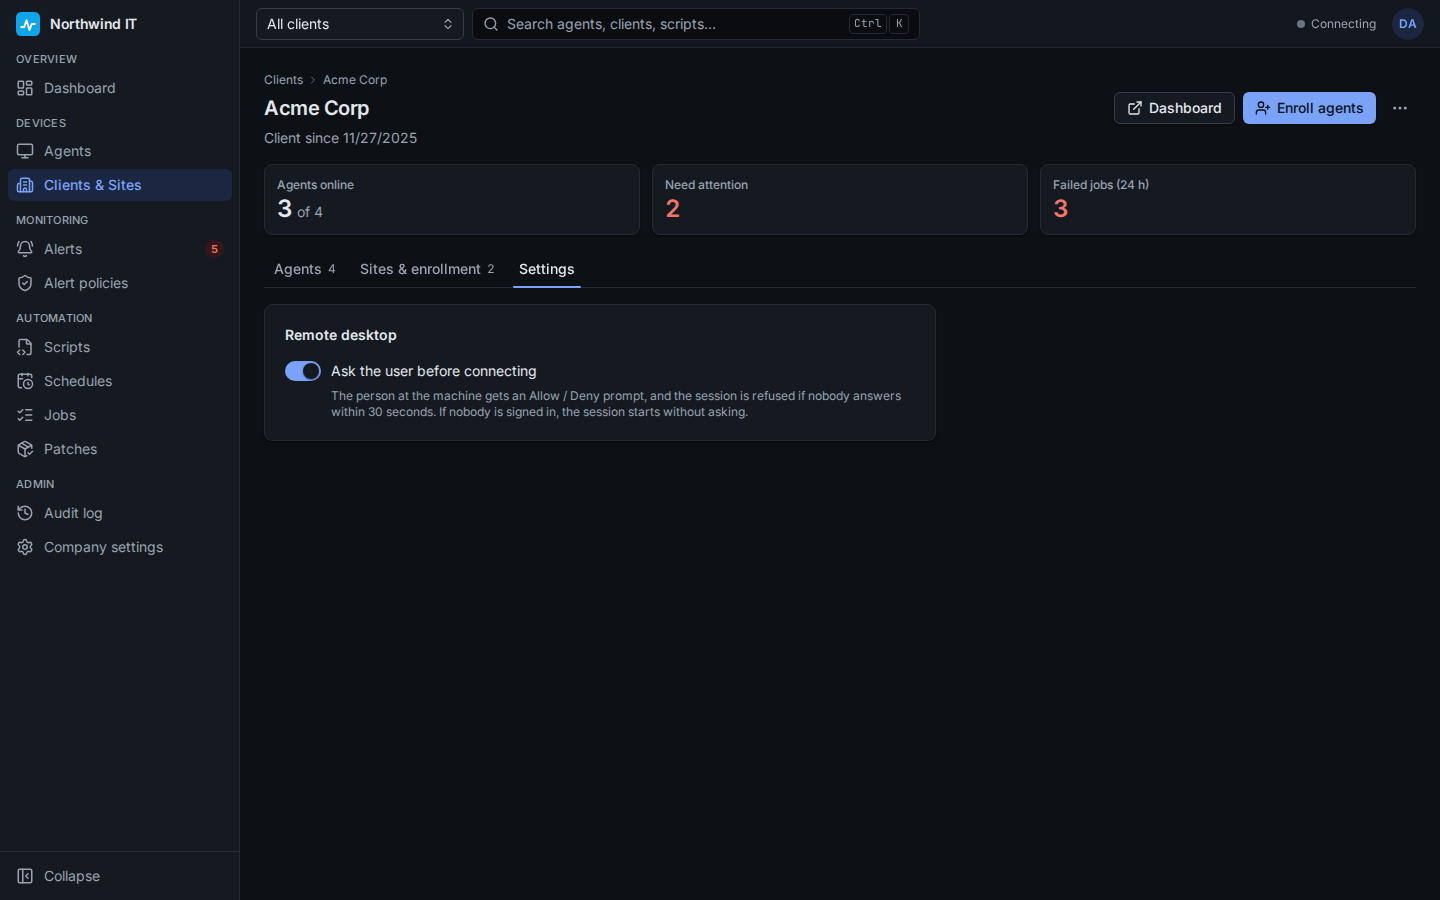 Northwind IT
OVERVIEW
Dashboard
DEVICES
Agents
Clients & Sites
MONITORING
Alerts 5
Alert policies
AUTOMATION
Scripts
Schedules
Jobs
Patches
ADMIN
Audit log
Company settings
Collapse
All clients
Search agents, clients, scripts...
Ctrl K
Connecting
DA
Clients > Acme Corp
Acme Corp
Client since 11/27/2025
Dashboard
Enroll agents
Agents online
3 of 4
Need attention
2
Failed jobs (24 h)
3
Agents 4
Sites & enrollment 2
Settings
Remote desktop
Ask the user before connecting
The person at the machine gets an Allow / Deny prompt, and the session is refused if nobody answers
within 30 seconds. If nobody is signed in, the session starts without asking.